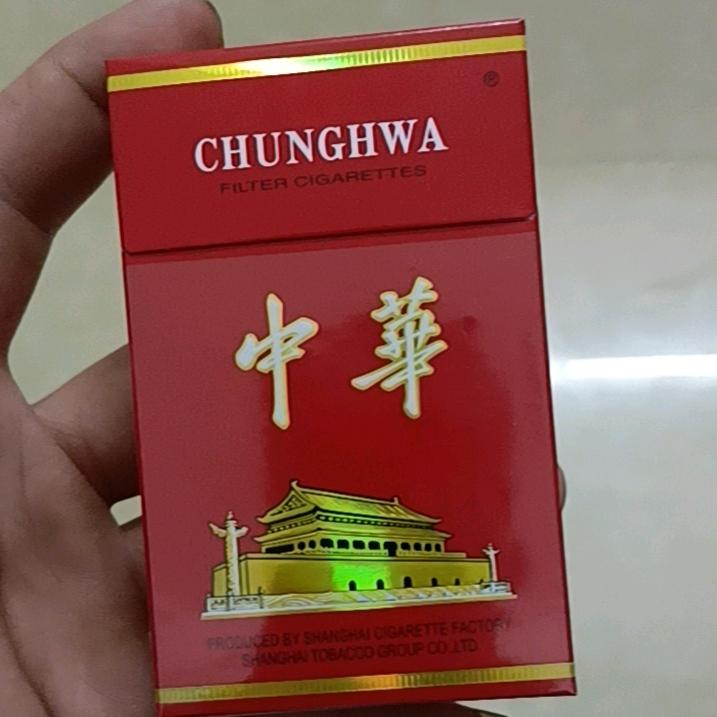 ®
CHUNGHWA
FILTER CIGARETTES
中華
PRODUCED BY SHANGHAI CIGARETTE FACTORY
SHANGHAI TOBACCO GROUP CO.,LTD